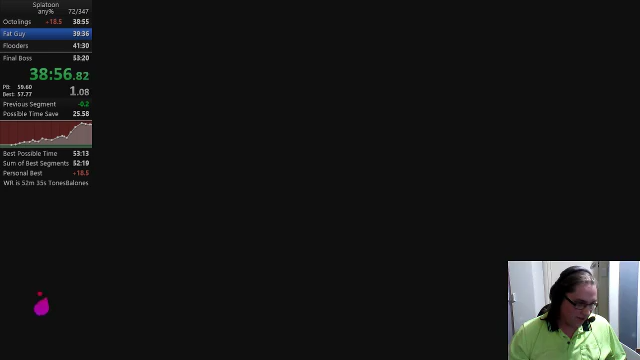 Splatoon
any% 72/347
Octolings +18.5 38:55
Fat Guy 39:36
Flooders 41:30
Final Boss 53:20
38:56.82
PB: 59.60
Best: 57.77
1.08
Previous Segment -0.2
Possible Time Save 25.58
Best Possible Time 53:13
Sum of Best Segments 52:19
Personal Best +18.5
WR is 52m 35s TonesBalones